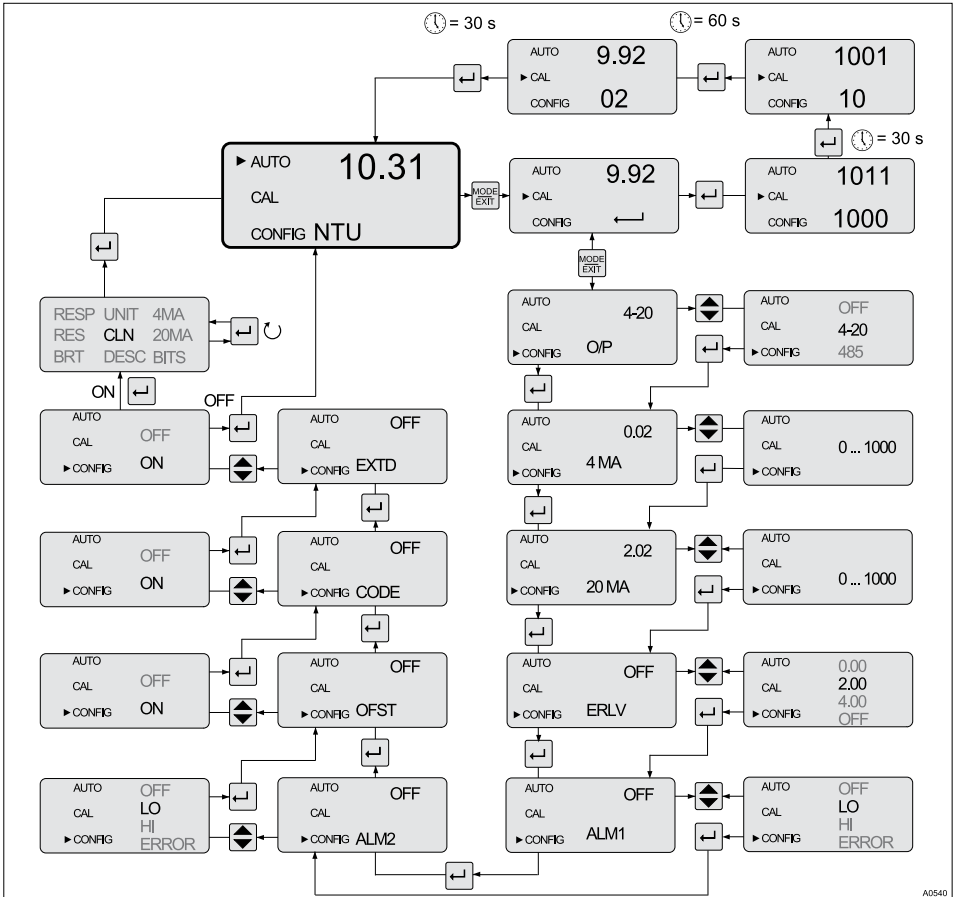 = 30 s
= 60 s
AUTO 9.92
CAL
CONFIG 02
AUTO 1001
CAL
CONFIG 10
= 30 s
AUTO 10.31
CAL
CONFIG NTU
MODE
EXIT
AUTO 9.92
CAL
CONFIG
AUTO 1011
CAL
CONFIG 1000
MODE
EXIT
RESP UNIT 4MA
RES CLN 20MA
BRT DESC BITS
ON
OFF
AUTO
4-20
CAL
CONFIG O/P
AUTO OFF
CAL 4-20
CONFIG 485
AUTO
CAL OFF
CONFIG ON
AUTO OFF
CAL
CONFIG EXTD
AUTO 0.02
CAL
CONFIG 4 MA
AUTO
CAL 0 ... 1000
CONFIG
AUTO
CAL OFF
CONFIG ON
AUTO OFF
CAL
CONFIG CODE
AUTO 2.02
CAL
CONFIG 20 MA
AUTO
CAL 0 ... 1000
CONFIG
AUTO
CAL OFF
CONFIG ON
AUTO OFF
CAL
CONFIG OFST
AUTO OFF
CAL
CONFIG ERLV
AUTO 0.00
CAL 2.00
4.00
CONFIG
OFF
AUTO OFF
CAL LO
HI
CONFIG ERROR
AUTO OFF
CAL
CONFIG ALM2
AUTO OFF
CAL
CONFIG ALM1
AUTO OFF
CAL LO
HI
CONFIG ERROR
A0540